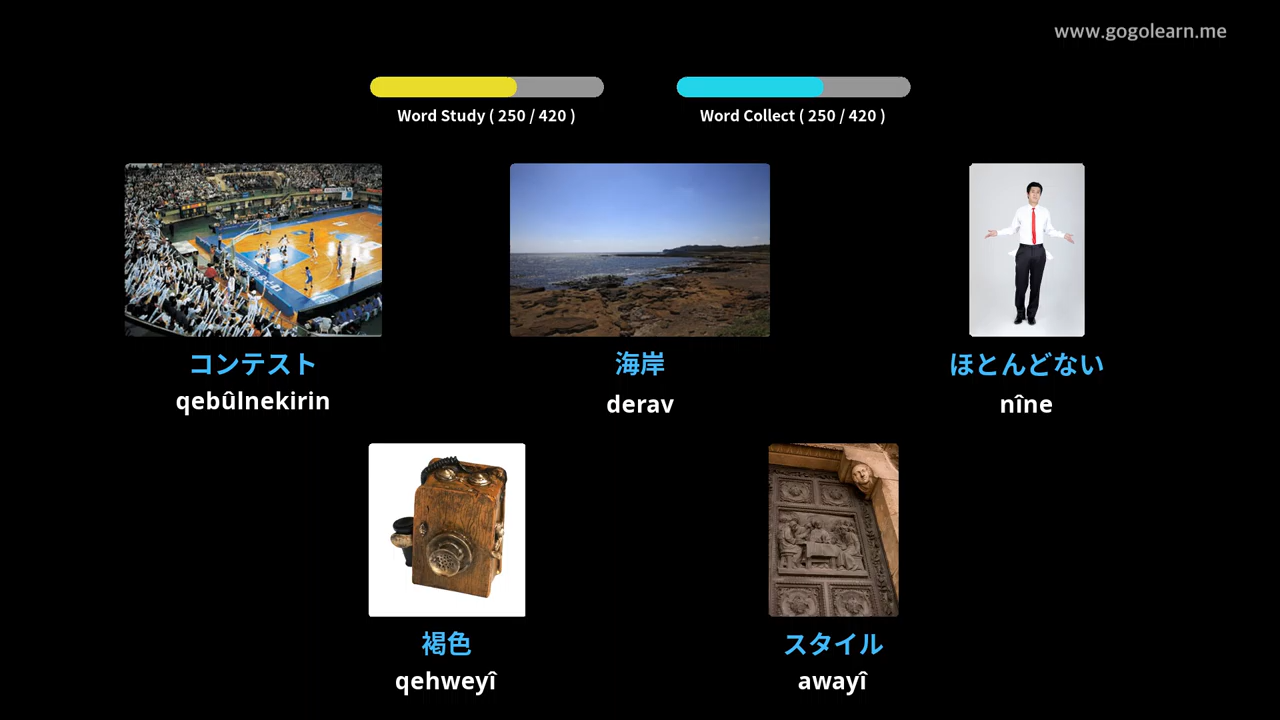 www.gogolearn.me
Word Study ( 250 / 420 )
Word Collect ( 250 / 420 )
コンテスト
qebûlnekirin
海岸
derav
ほとんどない
nîne
褐色
qehweyî
スタイル
awayî